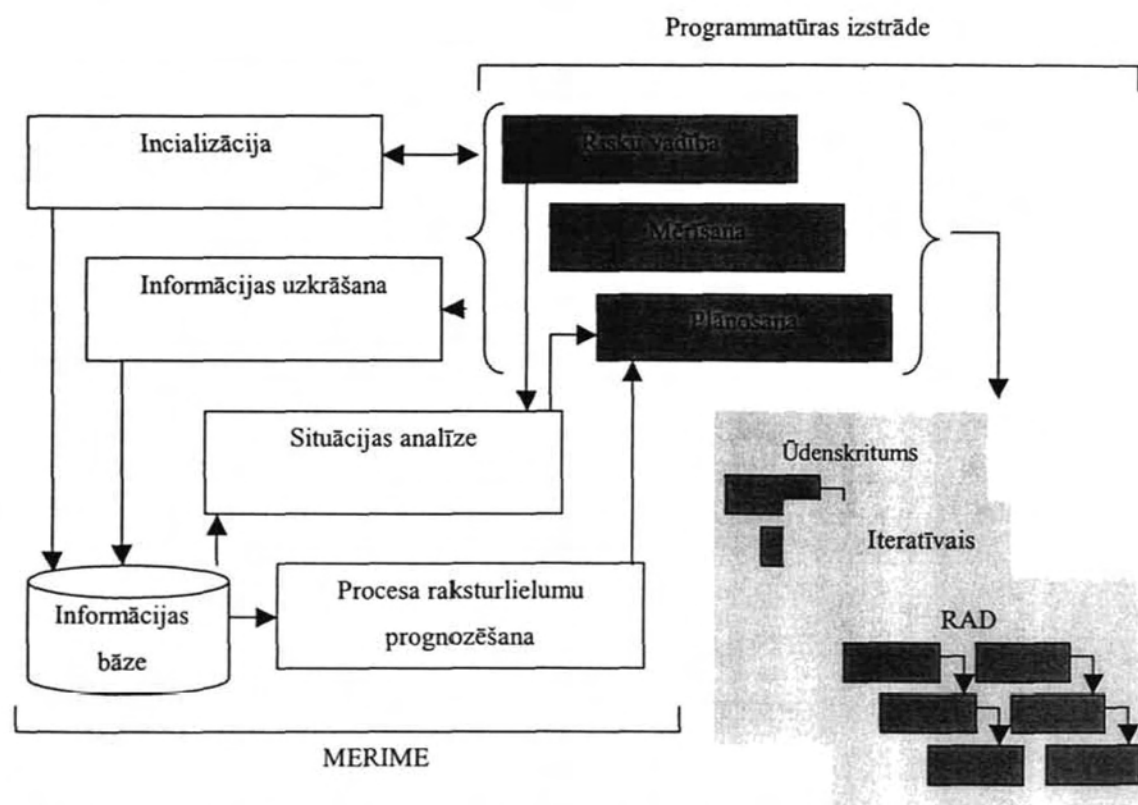 Programmatūras izstrāde
Incializācija
Risku vadība
Mērīšana
Informācijas uzkrāšana
Plānošana
Situācijas analīze
Ūdenskritums
Iteratīvais
Procesa raksturlielumu
prognozēšana
Informācijas
bāze
RAD
MERIME